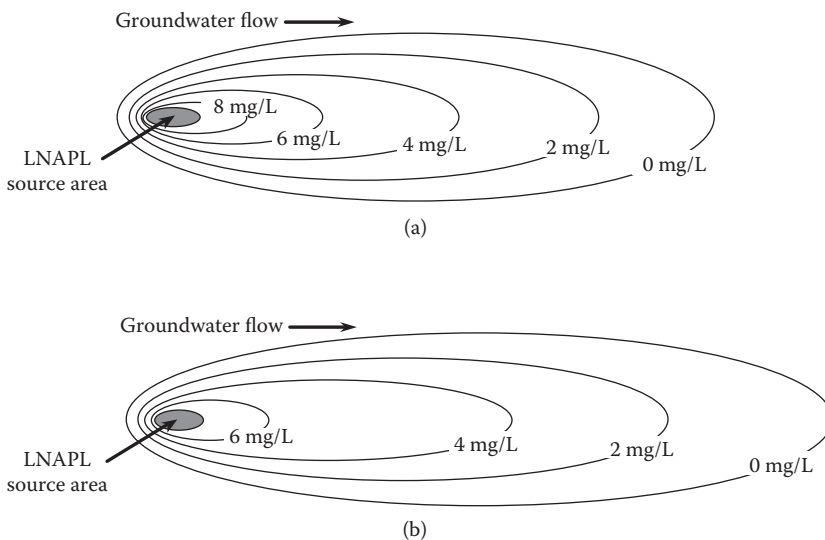 Groundwater flow
8 mg/L
6 mg/L
4 mg/L
2 mg/L
0 mg/L
LNAPL
source area
(a)
Groundwater flow
6 mg/L
4 mg/L
2 mg/L
0 mg/L
LNAPL
source area
(b)